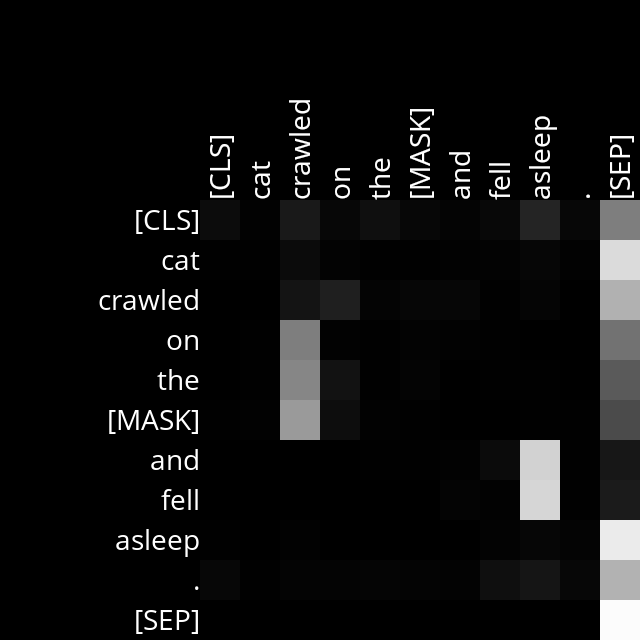 [CLS] cat crawled on the [MASK] and fell asleep . [SEP]
[CLS]
cat
crawled
on
the
[MASK]
and
fell
asleep
.
[SEP]